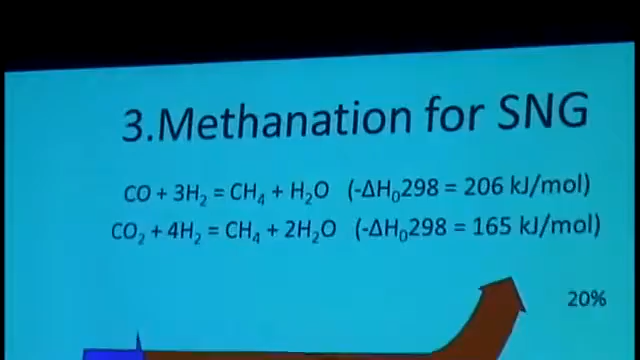 3.Methanation for SNG
CO + 3H₂ = CH₄ + H₂O (-ΔH₀298 = 206 kJ/mol)
CO₂ + 4H₂ = CH₄ + 2H₂O (-ΔH₀298 = 165 kJ/mol)
20%